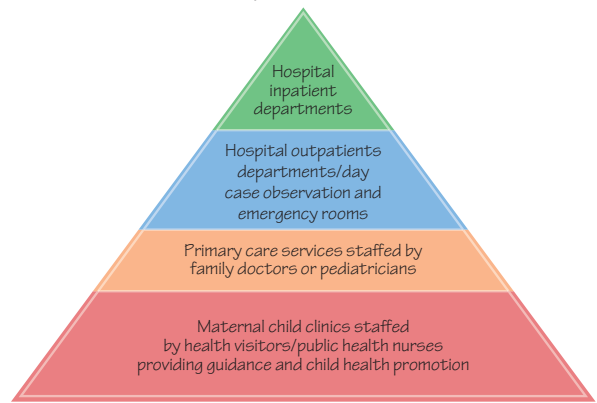 Hospital
inpatient
departments
Hospital outpatients
departments/day
case observation and
emergency rooms
Primary care services staffed by
family doctors or pediatricians
Maternal child clinics staffed
by health visitors/public health nurses
providing guidance and child health promotion